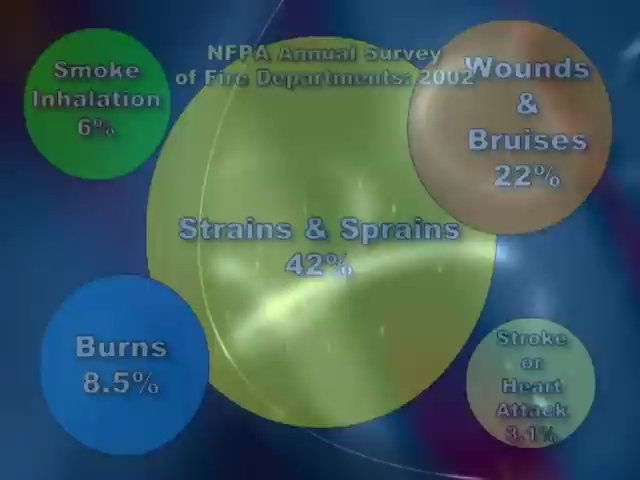 NFPA Annual Survey
of Fire Departments: 2002
Smoke
Inhalation
6%
Wounds
&
Bruises
22%
Strains & Sprains
42%
Burns
8.5%
Stroke
or
Heart
Attack
3.1%